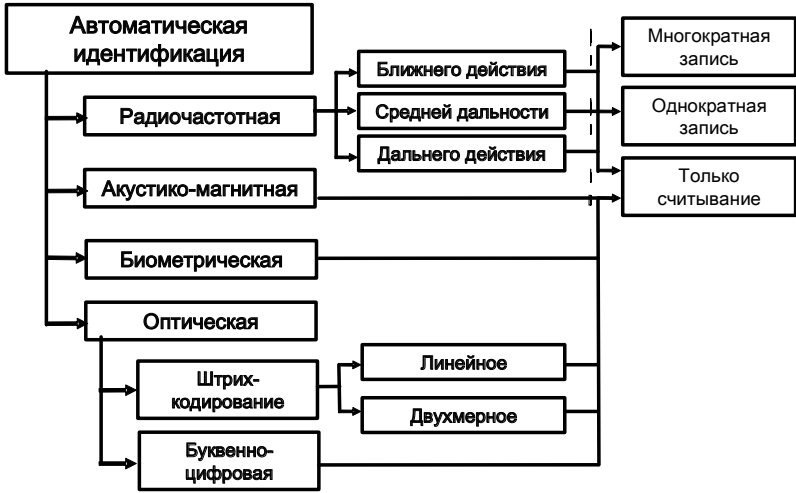 Автоматическая
идентификация
Радиочастотная
Ближнего действия
Средней дальности
Дальнего действия
Многократная
запись
Однократная
запись
Только
считывание
Акустико-магнитная
Биометрическая
Оптическая
Штрих-
кодирование
Линейное
Двухмерное
Буквенно-
цифровая